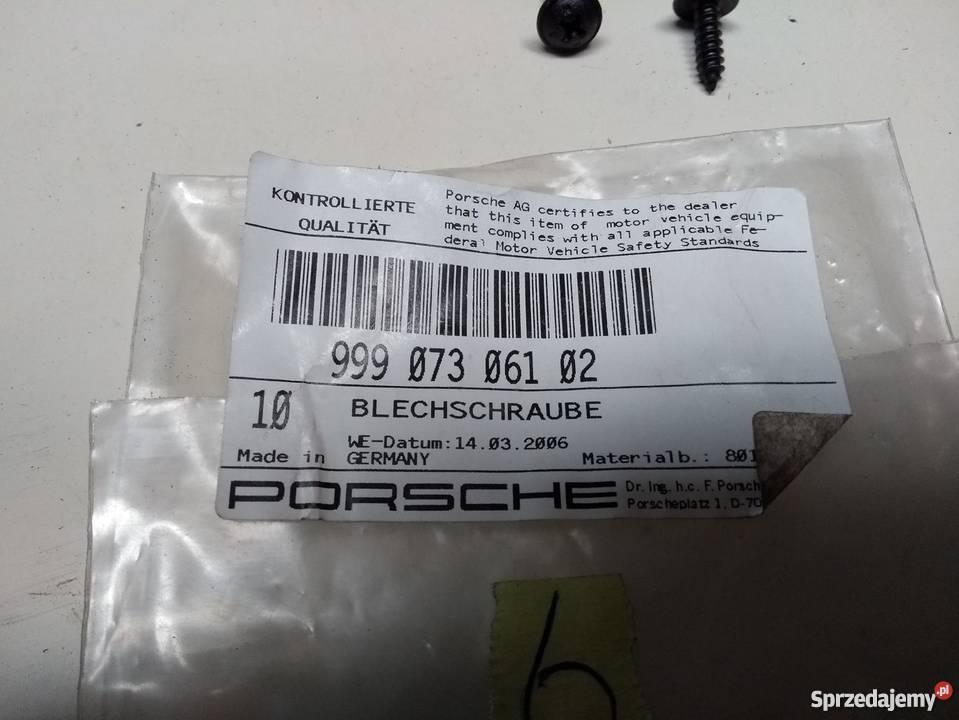 KONTROLLIERTE
QUALITÄT
Porsche AG certifies to the dealer
that this item of motor vehicle equip-
ment complies with all applicable Fe-
deral Motor Vehicle Safety Standards
999 073 061 02
10 BLECHSCHRAUBE
WE-Datum:14.03.2006
Made in GERMANY Materialb.: 801
PORSCHE
Dr. Ing. h.c. F. Porsch
Porscheplatz 1, D-70
6
Sprzedajemy.pl